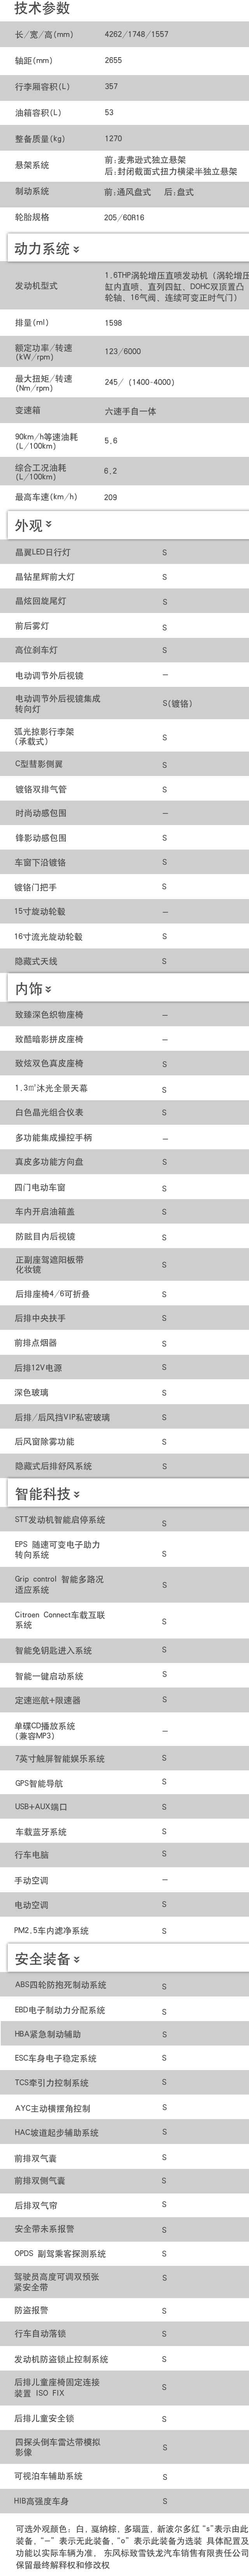 技术参数
长/宽/高(mm) 4262/1748/1557
轴距(mm) 2655
行李厢容积(L) 357
油箱容积(L) 53
整备质量(kg) 1270
悬架系统 前:麦弗逊式独立悬架
后:封闭截面式扭力横梁半独立悬架
制动系统 前:通风盘式 后:盘式
轮胎规格 205/60R16
动力系统
发动机型式 1.6THP涡轮增压直喷发动机（涡轮增压
缸内直喷，直列四缸，DOHC双顶置凸
轮轴，16气阀，连续可变正时气门）
排量(ml) 1598
额定功率/转速
(kW/rpm) 123/6000
最大扭矩/转速
(Nm/rpm) 245/（1400-4000）
变速箱 六速手自一体
90km/h等速油耗
(L/100km) 5.6
综合工况油耗
(L/100km) 6.2
最高车速(km/h) 209
外观
晶翼LED日行灯 S
晶钻星辉前大灯 S
晶炫回旋尾灯 S
前后雾灯 S
高位刹车灯 S
电动调节外后视镜 —
电动调节外后视镜集成
转向灯 S(镀铬)
弧光掠影行李架
（承载式） S
C型彗影侧翼 S
镀铬双排气管 S
时尚动感包围 —
锋影动感包围 S
车窗下沿镀铬 S
镀铬门把手 S
15寸旋动轮毂 —
16寸流光旋动轮毂 S
隐藏式天线 S
内饰
致臻深色织物座椅 —
致酷暗影拼皮座椅 —
致炫双色真皮座椅 S
1.3㎡沐光全景天幕 S
白色晶光组合仪表 S
多功能集成操控手柄 —
真皮多功能方向盘 S
四门电动车窗 S
车内开启油箱盖 S
防眩目内后视镜 S
正副座驾遮阳板带
化妆镜 S
后排座椅4/6可折叠 S
后排中央扶手 S
前排点烟器 S
后排12V电源 S
深色玻璃 S
后排/后风挡VIP私密玻璃 S
后风窗除雾功能 S
隐藏式后排舒风系统 S
智能科技
STT发动机智能启停系统 S
EPS 随速可变电子助力
转向系统 S
Grip control 智能多路况
适应系统 S
Citroen Connect车载互联
系统 S
智能免钥匙进入系统 S
智能一键启动系统 S
定速巡航+限速器 S
单碟CD播放系统
（兼容MP3） —
7英寸触屏智能娱乐系统 S
GPS智能导航 S
USB+AUX端口 S
车载蓝牙系统 S
行车电脑 S
手动空调 —
电动空调 S
PM2.5车内滤净系统 S
安全装备
ABS四轮防抱死制动系统 S
EBD电子制动力分配系统 S
HBA紧急制动辅助 S
ESC车身电子稳定系统 S
TCS牵引力控制系统 S
AYC主动横摆角控制 S
HAC坡道起步辅助系统 S
前排双气囊 S
前排双侧气囊 S
后排双气帘 S
安全带未系报警 S
OPDS 副驾乘客探测系统 S
驾驶员高度可调双预张
紧安全带 S
防盗报警 S
行车自动落锁 S
发动机防盗锁止控制系统 S
后排儿童座椅固定连接
装置 ISO FIX S
后排儿童安全锁 S
四探头倒车雷达带模拟
影像 S
可视泊车辅助系统 S
HIB高强度车身 S
可选外观颜色：白，戛纳棕，多瑙蓝，新波多红 "s"表示由此
装备，"—" 表示无此装备，"o" 表示此装备为选装 具体配置及
功能以实际车辆为准， 东风标致雪铁龙汽车销售有限责任公司
保留最终解释权和修改权